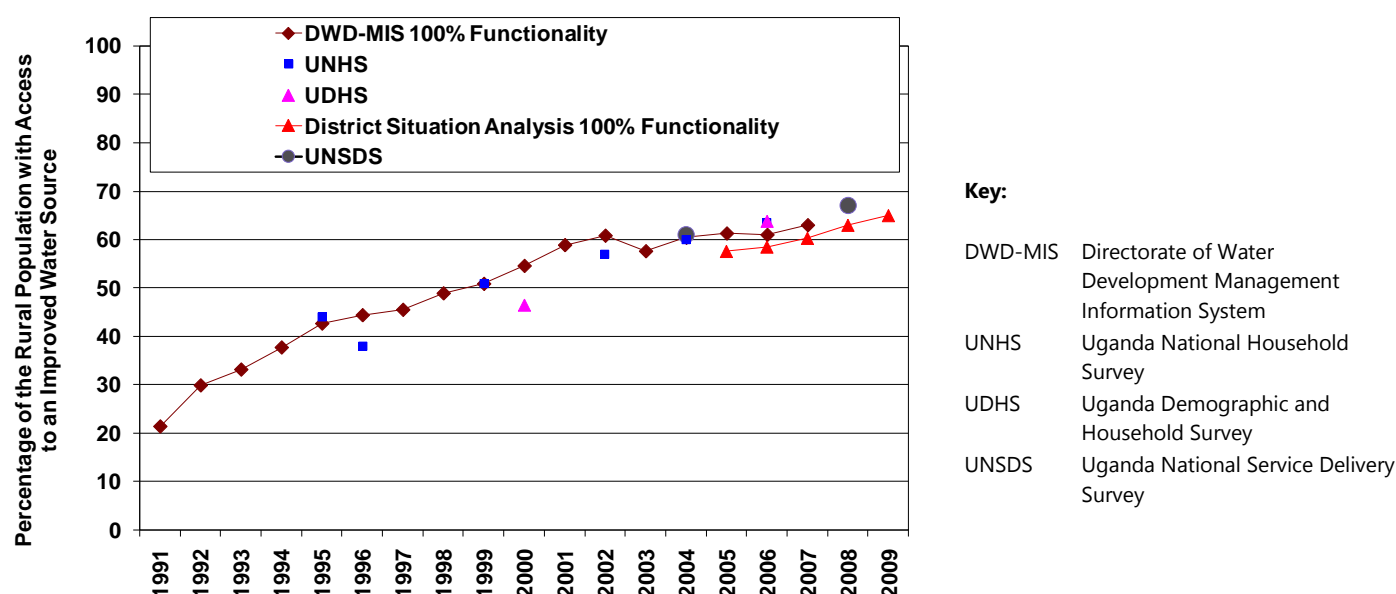 Percentage of the Rural Population with Access
to an Improved Water Source
100
90
80
70
60
50
40
30
20
10
0
DWD-MIS 100% Functionality
UNHS
UDHS
District Situation Analysis 100% Functionality
UNSDS
1991
1992
1993
1994
1995
1996
1997
1998
1999
2000
2001
2002
2003
2004
2005
2006
2007
2008
2009
Key:
DWD-MIS Directorate of Water
Development Management
Information System
UNHS Uganda National Household
Survey
UDHS Uganda Demographic and
Household Survey
UNSDS Uganda National Service Delivery
Survey